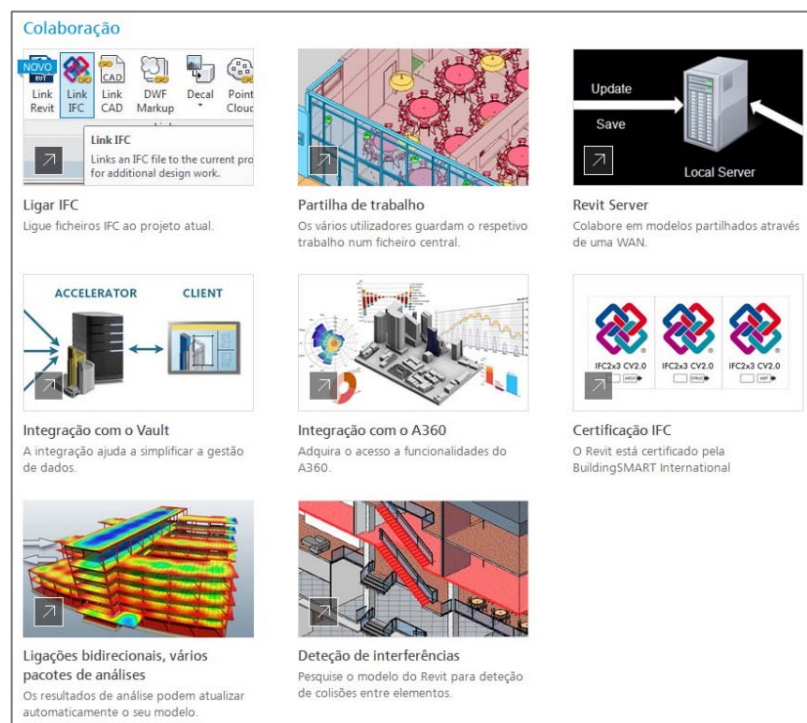 Colaboração
NOVO
Link Revit
Link IFC
Link CAD
DWF Markup
Decal
Point Cloud
Link IFC
Links an IFC file to the current pro
for additional design work.
Ligar IFC
Ligue ficheiros IFC ao projeto atual.
Partilha de trabalho
Os vários utilizadores guardam o respetivo
trabalho num ficheiro central.
Update
Save
Local Server
Revit Server
Colabore em modelos partilhados através
de uma WAN.
ACCELERATOR
CLIENT
Integração com o Vault
A integração ajuda a simplificar a gestão
de dados.
Integração com o A360
Adquira o acesso a funcionalidades do
A360.
IFC2x3 CV2.0
IFC2x3 CV2.0
IFC2x3 CV2.0
Certificação IFC
O Revit está certificado pela
BuildingSMART International
Ligações bidirecionais, vários
pacotes de análises
Os resultados de análise podem atualizar
automaticamente o seu modelo.
Deteção de interferências
Pesquise o modelo do Revit para deteção
de colisões entre elementos.